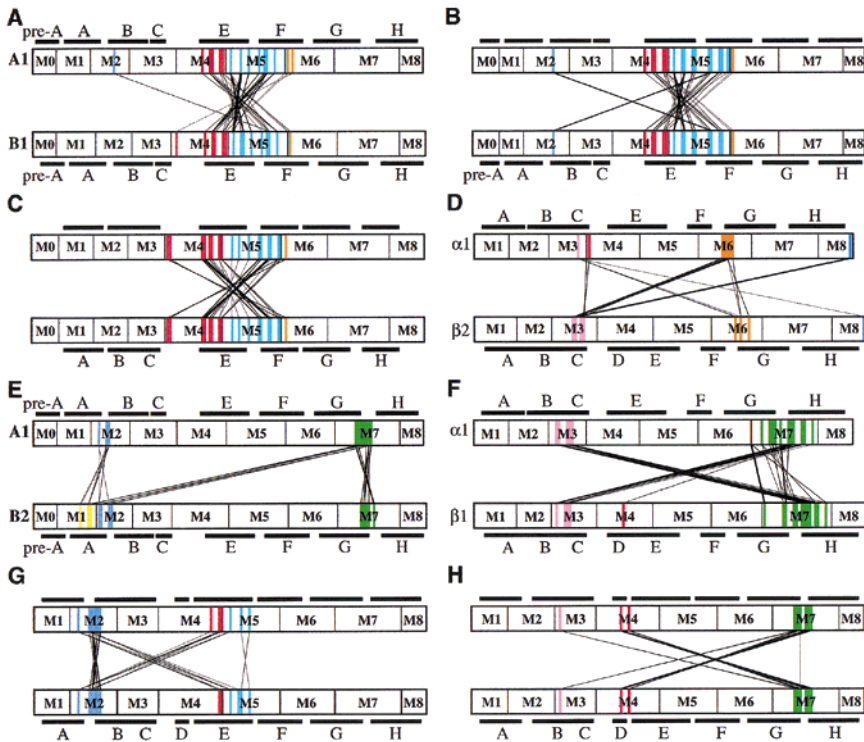 A
pre-A A B C E F G H
A1 M0 M1 M2 M3 M4 M5 M6 M7 M8
B1 M0 M1 M2 M3 M4 M5 M6 M7 M8
pre-A A B C E F G H
B
M0 M1 M2 M3 M4 M5 M6 M7 M8
M0 M1 M2 M3 M4 M5 M6 M7 M8
pre-A A B C E F G H
C
M0 M1 M2 M3 M4 M5 M6 M7 M8
M0 M1 M2 M3 M4 M5 M6 M7 M8
A B C E F G H
D
A B C E F G H
α1 M1 M2 M3 M4 M5 M6 M7 M8
β2 M1 M2 M3 M4 M5 M6 M7 M8
A B C D E F G H
E
pre-A A B C E F G H
A1 M0 M1 M2 M3 M4 M5 M6 M7 M8
B2 M0 M1 M2 M3 M4 M5 M6 M7 M8
pre-A A B C E F G H
F
A B C E F G H
α1 M1 M2 M3 M4 M5 M6 M7 M8
β1 M1 M2 M3 M4 M5 M6 M7 M8
A B C D E F G H
G
M1 M2 M3 M4 M5 M6 M7 M8
M1 M2 M3 M4 M5 M6 M7 M8
A B C D E F G H
H
M1 M2 M3 M4 M5 M6 M7 M8
M1 M2 M3 M4 M5 M6 M7 M8
A B C D E F G H